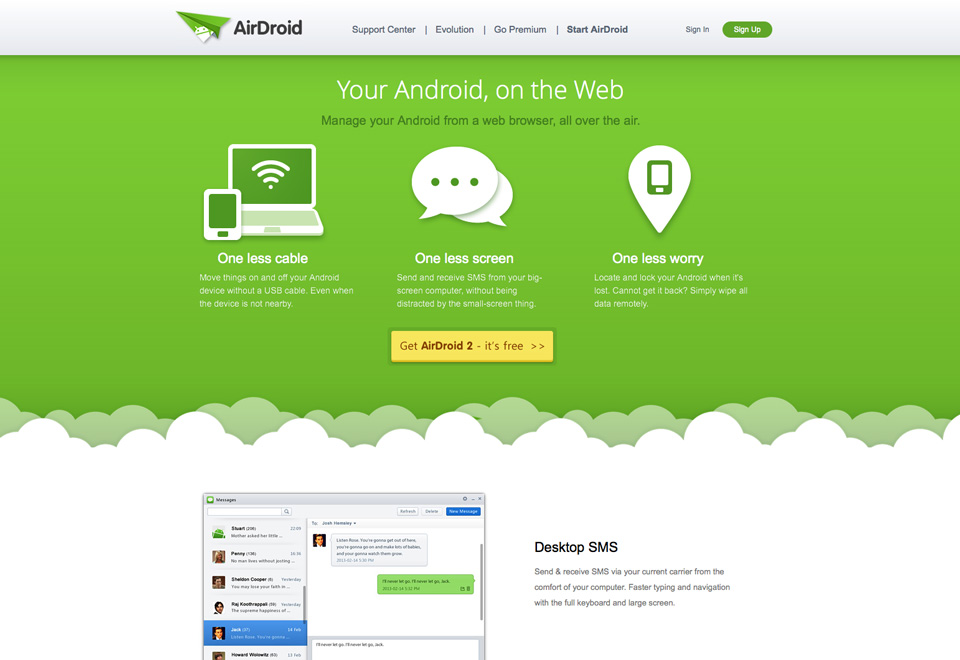 AirDroid
Support Center | Evolution | Go Premium | Start AirDroid
Sign In
Sign Up
Your Android, on the Web
Manage your Android from a web browser, all over the air.
One less cable
Move things on and off your Android
device without a USB cable. Even when
the device is not nearby.
One less screen
Send and receive SMS from your big-
screen computer, without being
distracted by the small-screen thing.
One less worry
Locate and lock your Android when it's
lost. Cannot get it back? Simply wipe all
data remotely.
Get AirDroid 2 - it's free >>
Messages
Refresh
Delete
New Message
Stuart (206) 22:09
Mother asked her little ...
Penny (136) 16:36
No man lives without jostling ...
Sheldon Cooper (6) Yesterday
You may lose your faith in ...
Raj Koothrappali (56) Yesterday
The supreme happiness of ...
Jack (37) 14 Feb
Listen Rose. You're gonna ...
Howard Wolowitz (65) 13 Feb
To: Josh Hemsley
Listen Rose. You're gonna get out of here,
you're gonna go on and make lots of babies,
and your gonna watch them grow.
2013-02-14 5:30 PM
I'll never let go. I'll never let go, Jack.
2013-02-14 5:32 PM
I'll never let go. I'll never let go, Jack.
Desktop SMS
Send & receive SMS via your current carrier from the
comfort of your computer. Faster typing and navigation
with the full keyboard and large screen.